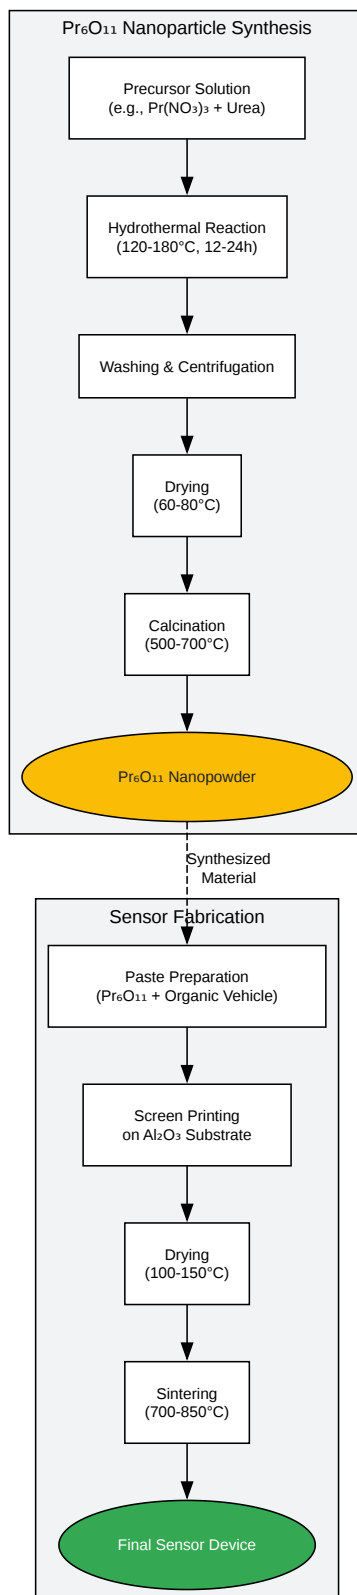 Pr₆O₁₁ Nanoparticle Synthesis
Precursor Solution
(e.g., Pr(NO₃)₃ + Urea)
Hydrothermal Reaction
(120-180°C, 12-24h)
Washing & Centrifugation
Drying
(60-80°C)
Calcination
(500-700°C)
Pr₆O₁₁ Nanopowder
Synthesized
Material
Sensor Fabrication
Paste Preparation
(Pr₆O₁₁ + Organic Vehicle)
Screen Printing
on Al₂O₃ Substrate
Drying
(100-150°C)
Sintering
(700-850°C)
Final Sensor Device